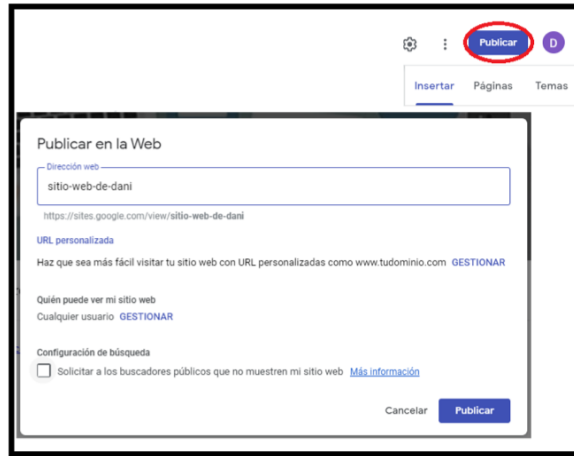 Publicar
D
Insertar Páginas Temas
Publicar en la Web
Dirección web
sitio-web-de-dani
https://sites.google.com/view/sitio-web-de-dani
URL personalizada
Haz que sea más fácil visitar tu sitio web con URL personalizadas como www.tudominio.com GESTIONAR
Quién puede ver mi sitio web
Cualquier usuario GESTIONAR
Configuración de búsqueda
Solicitar a los buscadores públicos que no muestren mi sitio web Más información
Cancelar Publicar